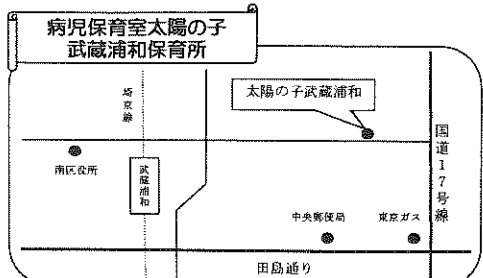 病児保育室太陽の子
武蔵浦和保育所
埼京線
太陽の子武蔵浦和
国道17号線
南区役所
武蔵浦和
中央郵便局
東京ガス
田島通り